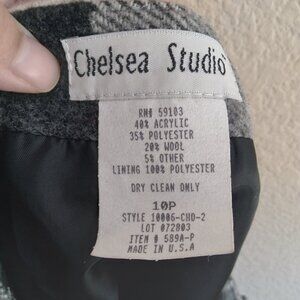 Chelsea Studio
RN# 59103
40% ACRYLIC
35% POLYESTER
20% WOOL
5% OTHER
LINING 100% POLYESTER
DRY CLEAN ONLY
10P
STYLE 10006-CHD-2
LOT 072803
ITEM # 589A-P
MADE IN U.S.A